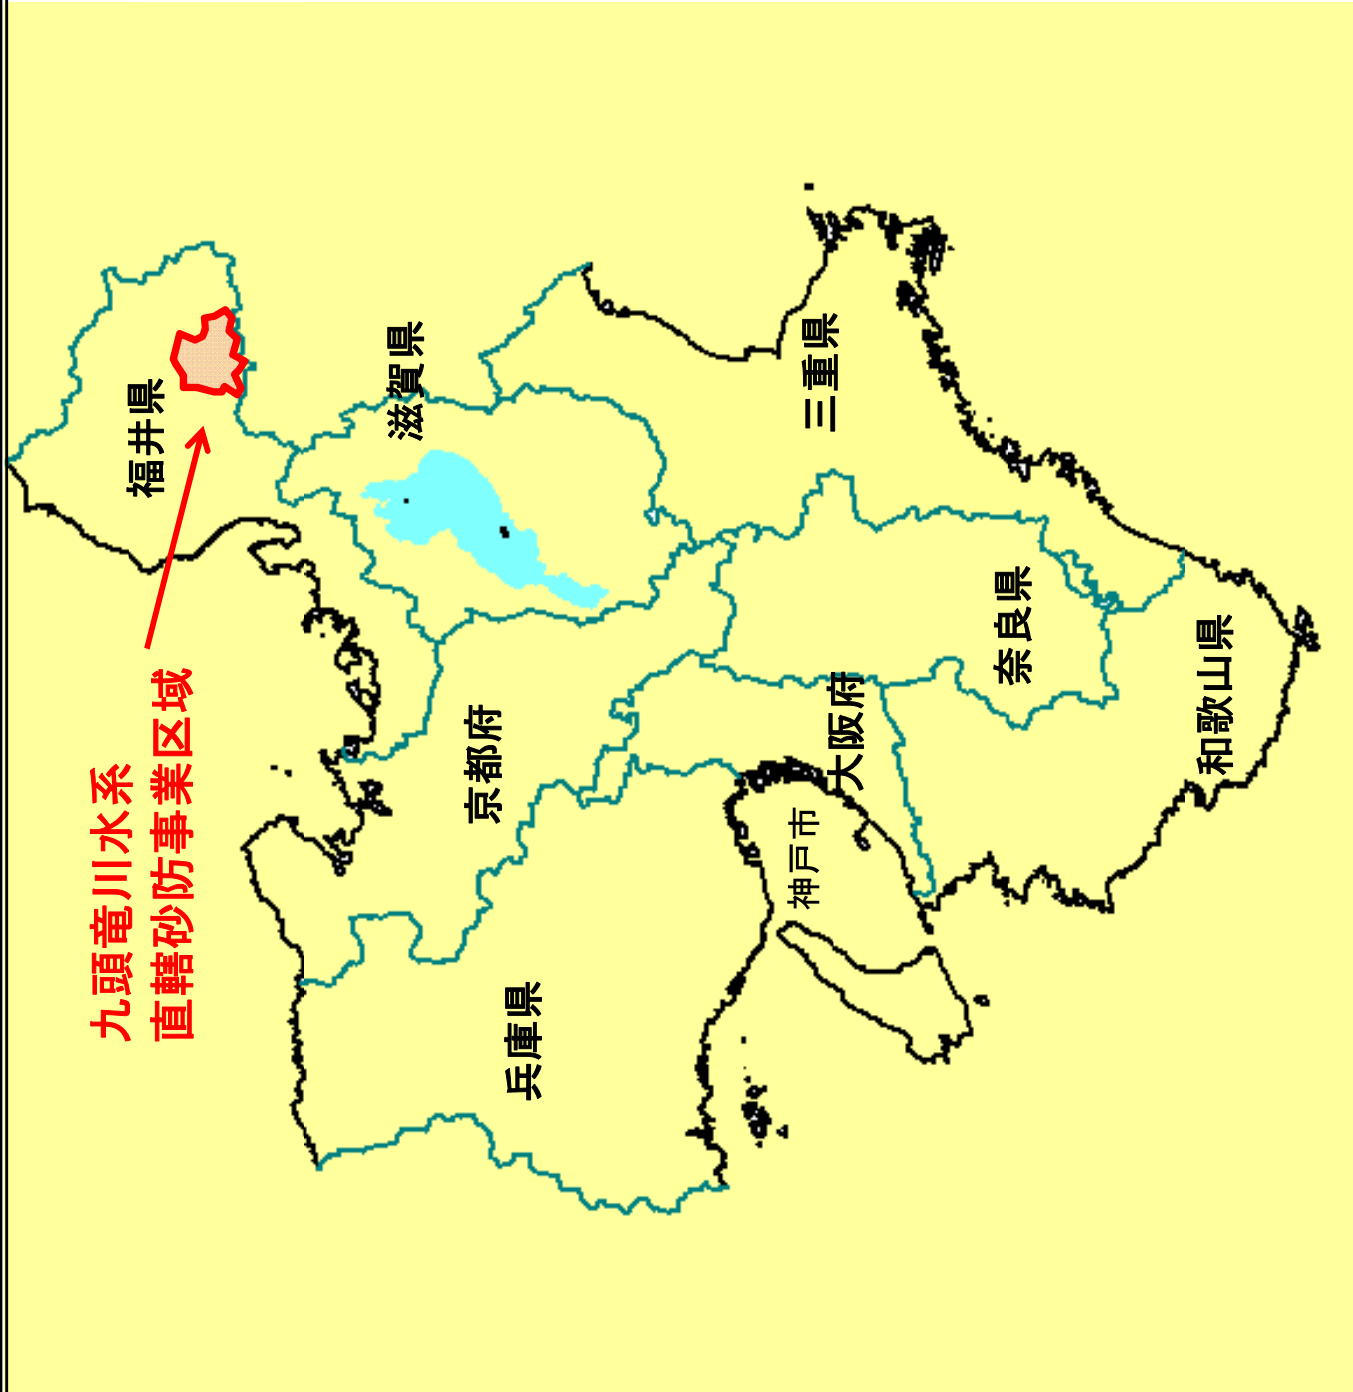 九頭竜川水系
直轄砂防事業区域
福井県
滋賀県
京都府
兵庫県
三重県
大阪府
神戸市
奈良県
和歌山県